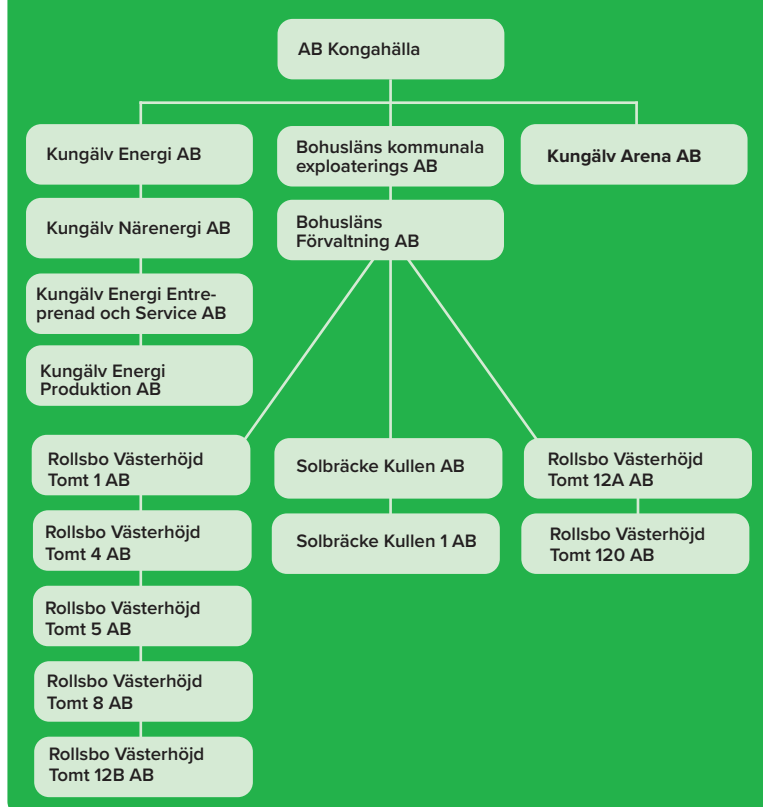 AB Kongahälla
Kungälv Energi AB
Bohusläns kommunala
exploaterings AB
Kungälv Arena AB
Kungälv Närenergi AB
Bohusläns
Förvaltning AB
Kungälv Energi Entre-
prenad och Service AB
Kungälv Energi
Produktion AB
Rollsbo Västerhöjd
Tomt 1 AB
Solbräcke Kullen AB
Rollsbo Västerhöjd
Tomt 12A AB
Rollsbo Västerhöjd
Tomt 4 AB
Solbräcke Kullen 1 AB
Rollsbo Västerhöjd
Tomt 120 AB
Rollsbo Västerhöjd
Tomt 5 AB
Rollsbo Västerhöjd
Tomt 8 AB
Rollsbo Västerhöjd
Tomt 12B AB